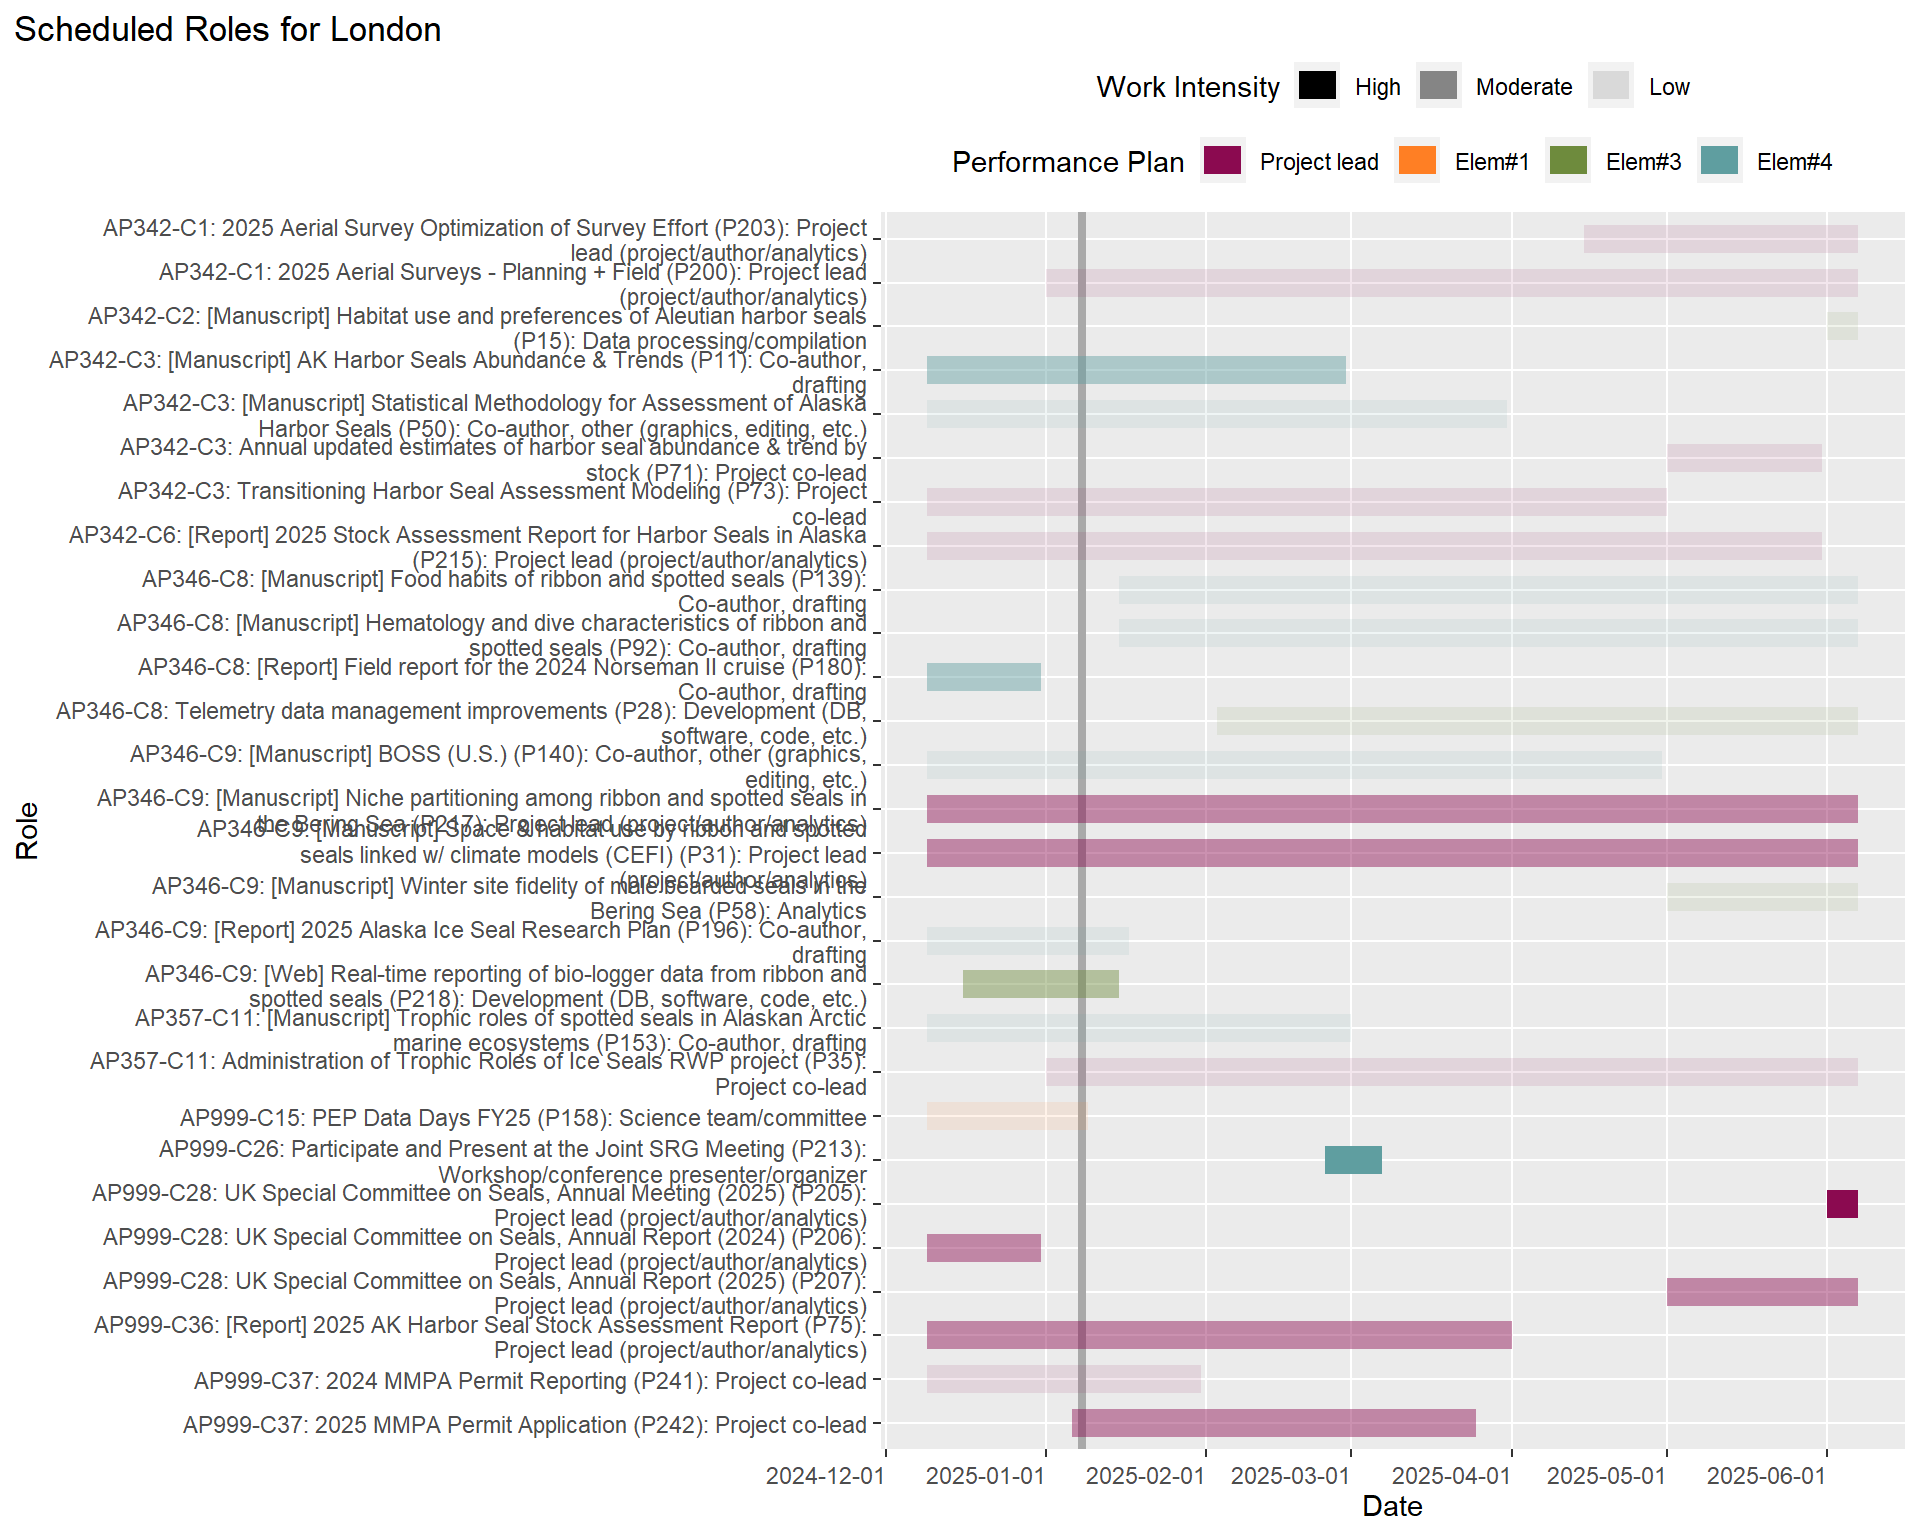 Scheduled Roles for London
Work Intensity High Moderate Low
Performance Plan Project lead Elem#1 Elem#3 Elem#4
AP342-C1: 2025 Aerial Survey Optimization of Survey Effort (P203): Project
lead (project/author/analytics)
AP342-C1: 2025 Aerial Surveys - Planning + Field (P200): Project lead
(project/author/analytics)
AP342-C2: [Manuscript] Habitat use and preferences of Aleutian harbor seals
(P15): Data processing/compilation
AP342-C3: [Manuscript] AK Harbor Seals Abundance & Trends (P11): Co-author,
drafting
AP342-C3: [Manuscript] Statistical Methodology for Assessment of Alaska
Harbor Seals (P50): Co-author, other (graphics, editing, etc.)
AP342-C3: Annual updated estimates of harbor seal abundance & trend by
stock (P71): Project co-lead
AP342-C3: Transitioning Harbor Seal Assessment Modeling (P73): Project
co-lead
AP342-C6: [Report] 2025 Stock Assessment Report for Harbor Seals in Alaska
(P215): Project lead (project/author/analytics)
AP346-C8: [Manuscript] Food habits of ribbon and spotted seals (P139):
Co-author, drafting
AP346-C8: [Manuscript] Hematology and dive characteristics of ribbon and
spotted seals (P92): Co-author, drafting
AP346-C8: [Report] Field report for the 2024 Norseman II cruise (P180):
Co-author, drafting
AP346-C8: Telemetry data management improvements (P28): Development (DB,
software, code, etc.)
AP346-C9: [Manuscript] BOSS (U.S.) (P140): Co-author, other (graphics,
editing, etc.)
AP346-C9: [Manuscript] Niche partitioning among ribbon and spotted seals in
the Bering Sea (P217): Project lead (project/author/analytics)
AP346-C9: [Manuscript] Space & habitat use by ribbon and spotted
seals linked w/ climate models (CEFI) (P31): Project lead
(project/author/analytics)
AP346-C9: [Manuscript] Winter site fidelity of male bearded seals in the
Bering Sea (P58): Analytics
AP346-C9: [Report] 2025 Alaska Ice Seal Research Plan (P196): Co-author,
drafting
AP346-C9: [Web] Real-time reporting of bio-logger data from ribbon and
spotted seals (P218): Development (DB, software, code, etc.)
AP357-C11: [Manuscript] Trophic roles of spotted seals in Alaskan Arctic
marine ecosystems (P153): Co-author, drafting
AP357-C11: Administration of Trophic Roles of Ice Seals RWP project (P35):
Project co-lead
AP999-C15: PEP Data Days FY25 (P158): Science team/committee
AP999-C26: Participate and Present at the Joint SRG Meeting (P213):
Workshop/conference presenter/organizer
AP999-C28: UK Special Committee on Seals, Annual Meeting (2025) (P205):
Project lead (project/author/analytics)
AP999-C28: UK Special Committee on Seals, Annual Report (2024) (P206):
Project lead (project/author/analytics)
AP999-C28: UK Special Committee on Seals, Annual Report (2025) (P207):
Project lead (project/author/analytics)
AP999-C36: [Report] 2025 AK Harbor Seal Stock Assessment Report (P75):
Project lead (project/author/analytics)
AP999-C37: 2024 MMPA Permit Reporting (P241): Project co-lead
AP999-C37: 2025 MMPA Permit Application (P242): Project co-lead
Role
2024-12-01 2025-01-01 2025-02-01 2025-03-01 2025-04-01 2025-05-01 2025-06-01
Date